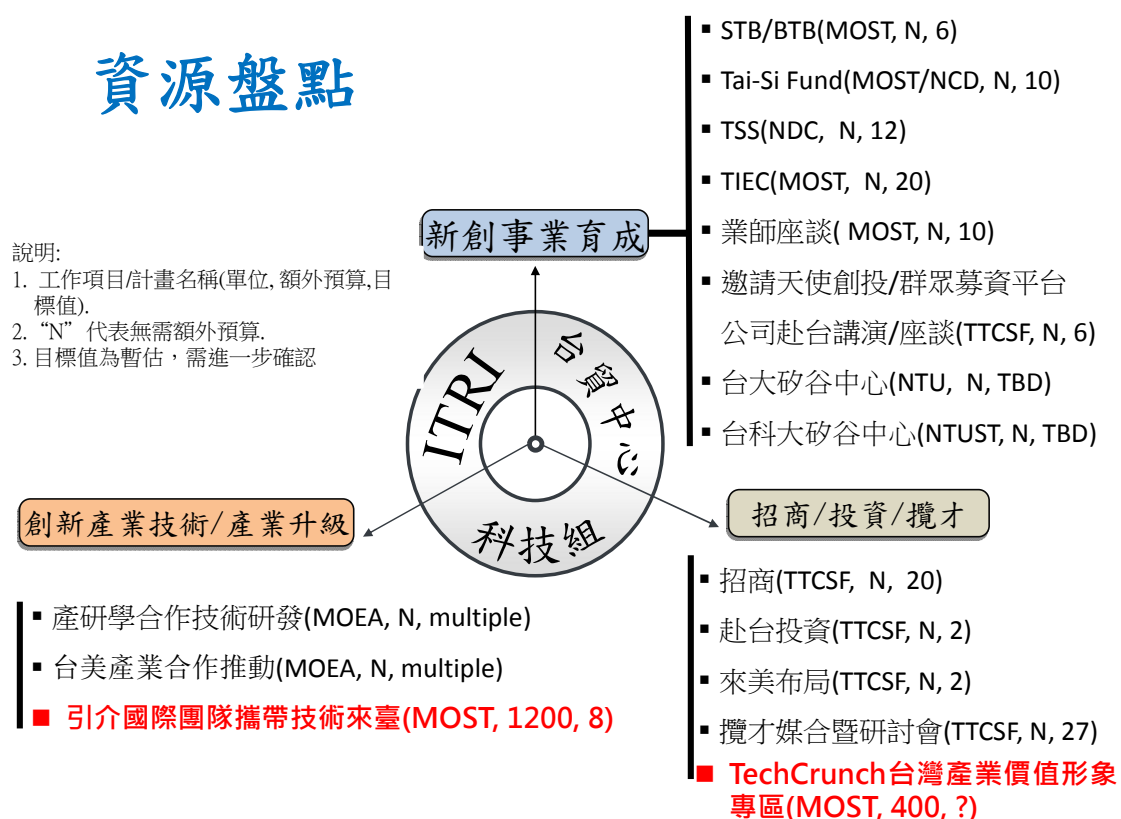 資源盤點
說明:
1. 工作項目/計畫名稱(單位, 額外預算,目
標值).
2. “N” 代表無需額外預算.
3. 目標值為暫估，需進一步確認
新創事業育成
▪ STB/BTB(MOST, N, 6)
▪ Tai-Si Fund(MOST/NCD, N, 10)
▪ TSS(NDC, N, 12)
▪ TIEC(MOST, N, 20)
▪ 業師座談( MOST, N, 10)
▪ 邀請天使創投/群眾募資平台
公司赴台講演/座談(TTCSF, N, 6)
▪ 台大矽谷中心(NTU, N, TBD)
▪ 台科大矽谷中心(NTUST, N, TBD)
ITRI
台貿中心
科技組
創新產業技術/產業升級
▪ 產研學合作技術研發(MOEA, N, multiple)
▪ 台美產業合作推動(MOEA, N, multiple)
■ 引介國際團隊攜帶技術來臺(MOST, 1200, 8)
招商/投資/攬才
▪ 招商(TTCSF, N, 20)
▪ 赴台投資(TTCSF, N, 2)
▪ 來美布局(TTCSF, N, 2)
▪ 攬才媒合暨研討會(TTCSF, N, 27)
■ TechCrunch台灣產業價值形象
專區(MOST, 400, ?)